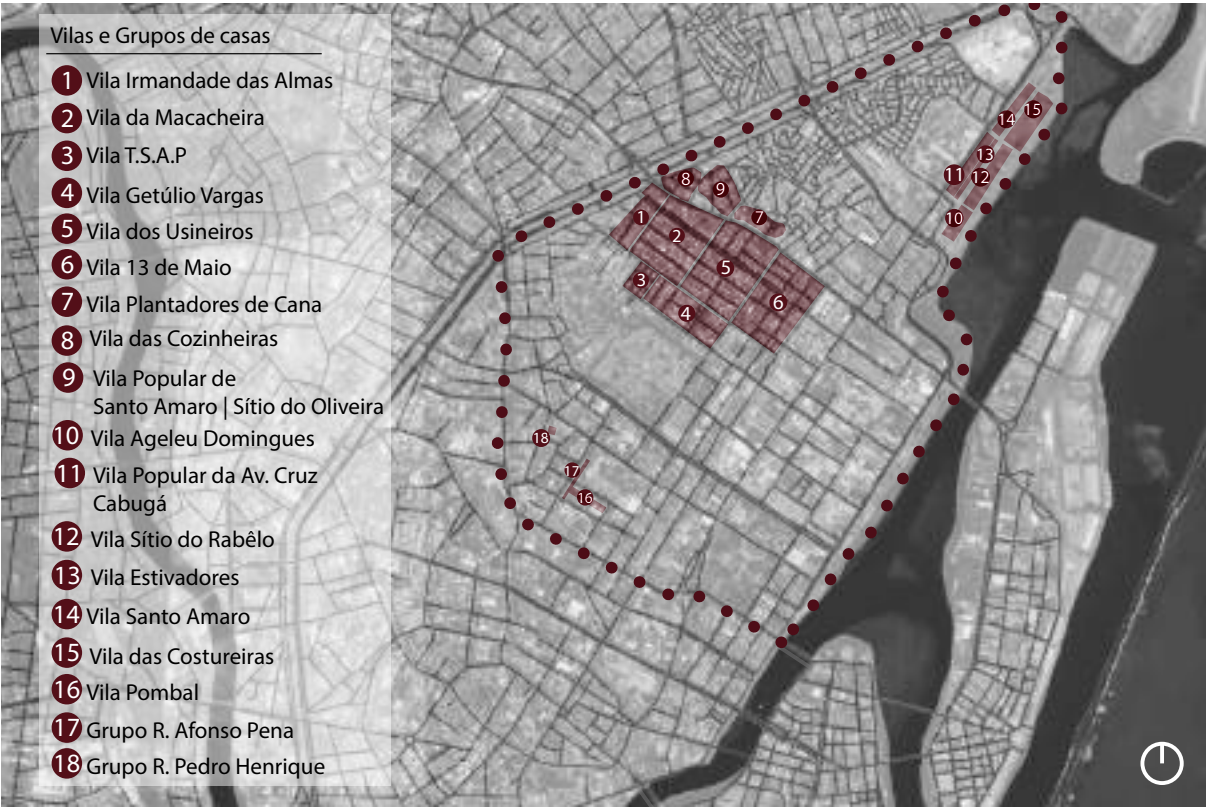 Vilas e Grupos de casas
1 Vila Irmandade das Almas
2 Vila da Macacheira
3 Vila T.S.A.P
4 Vila Getúlio Vargas
5 Vila dos Usineiros
6 Vila 13 de Maio
7 Vila Plantadores de Cana
8 Vila das Cozinheiras
9 Vila Popular de
Santo Amaro | Sítio do Oliveira
10 Vila Ageleu Domingues
11 Vila Popular da Av. Cruz
Cabugá
12 Vila Sítio do Rabêlo
13 Vila Estivadores
14 Vila Santo Amaro
15 Vila das Costureiras
16 Vila Pombal
17 Grupo R. Afonso Pena
18 Grupo R. Pedro Henrique
15
14
13
11
12
10
8
9
7
1
2
5
3
6
4
18
17
16